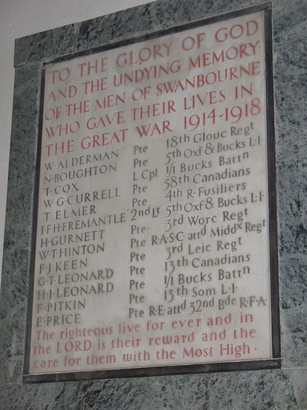 TO THE GLORY OF GOD
AND THE UNDYING MEMORY
OF THE MEN OF SWANBOURNE
WHO GAVE THEIR LIVES IN
THE GREAT WAR 1914-1918
W·ALDERMAN Pte 18th Glouc Regt
N·BOUGHTON Pte 5th Oxf & Bucks L·I·
T·COX L Cpl 1/1 Bucks Battn
W·G·CURRELL Pte 58th Canadians
T·ELMER Pte 4th R·Fusiliers
F·F·H·FREMANTLE 2nd Lt 5th Oxf & Bucks L·I·
H·GURNETT Pte 3rd Worc Regt
W·T·HINTON Pte R·A·S·C· attd Middx Regt
F·J·KEEN Pte 3rd Leic Regt
G·T·LEONARD Pte 13th Canadians
H·J·LEONARD Pte 1/1 Bucks Battn
F·PITKIN Pte 13th Som L·I·
E·PRICE Pte R·E· attd 32nd Bde R·F·A
The righteous live for ever and in
the LORD is their reward and the
care for them with the Most High·